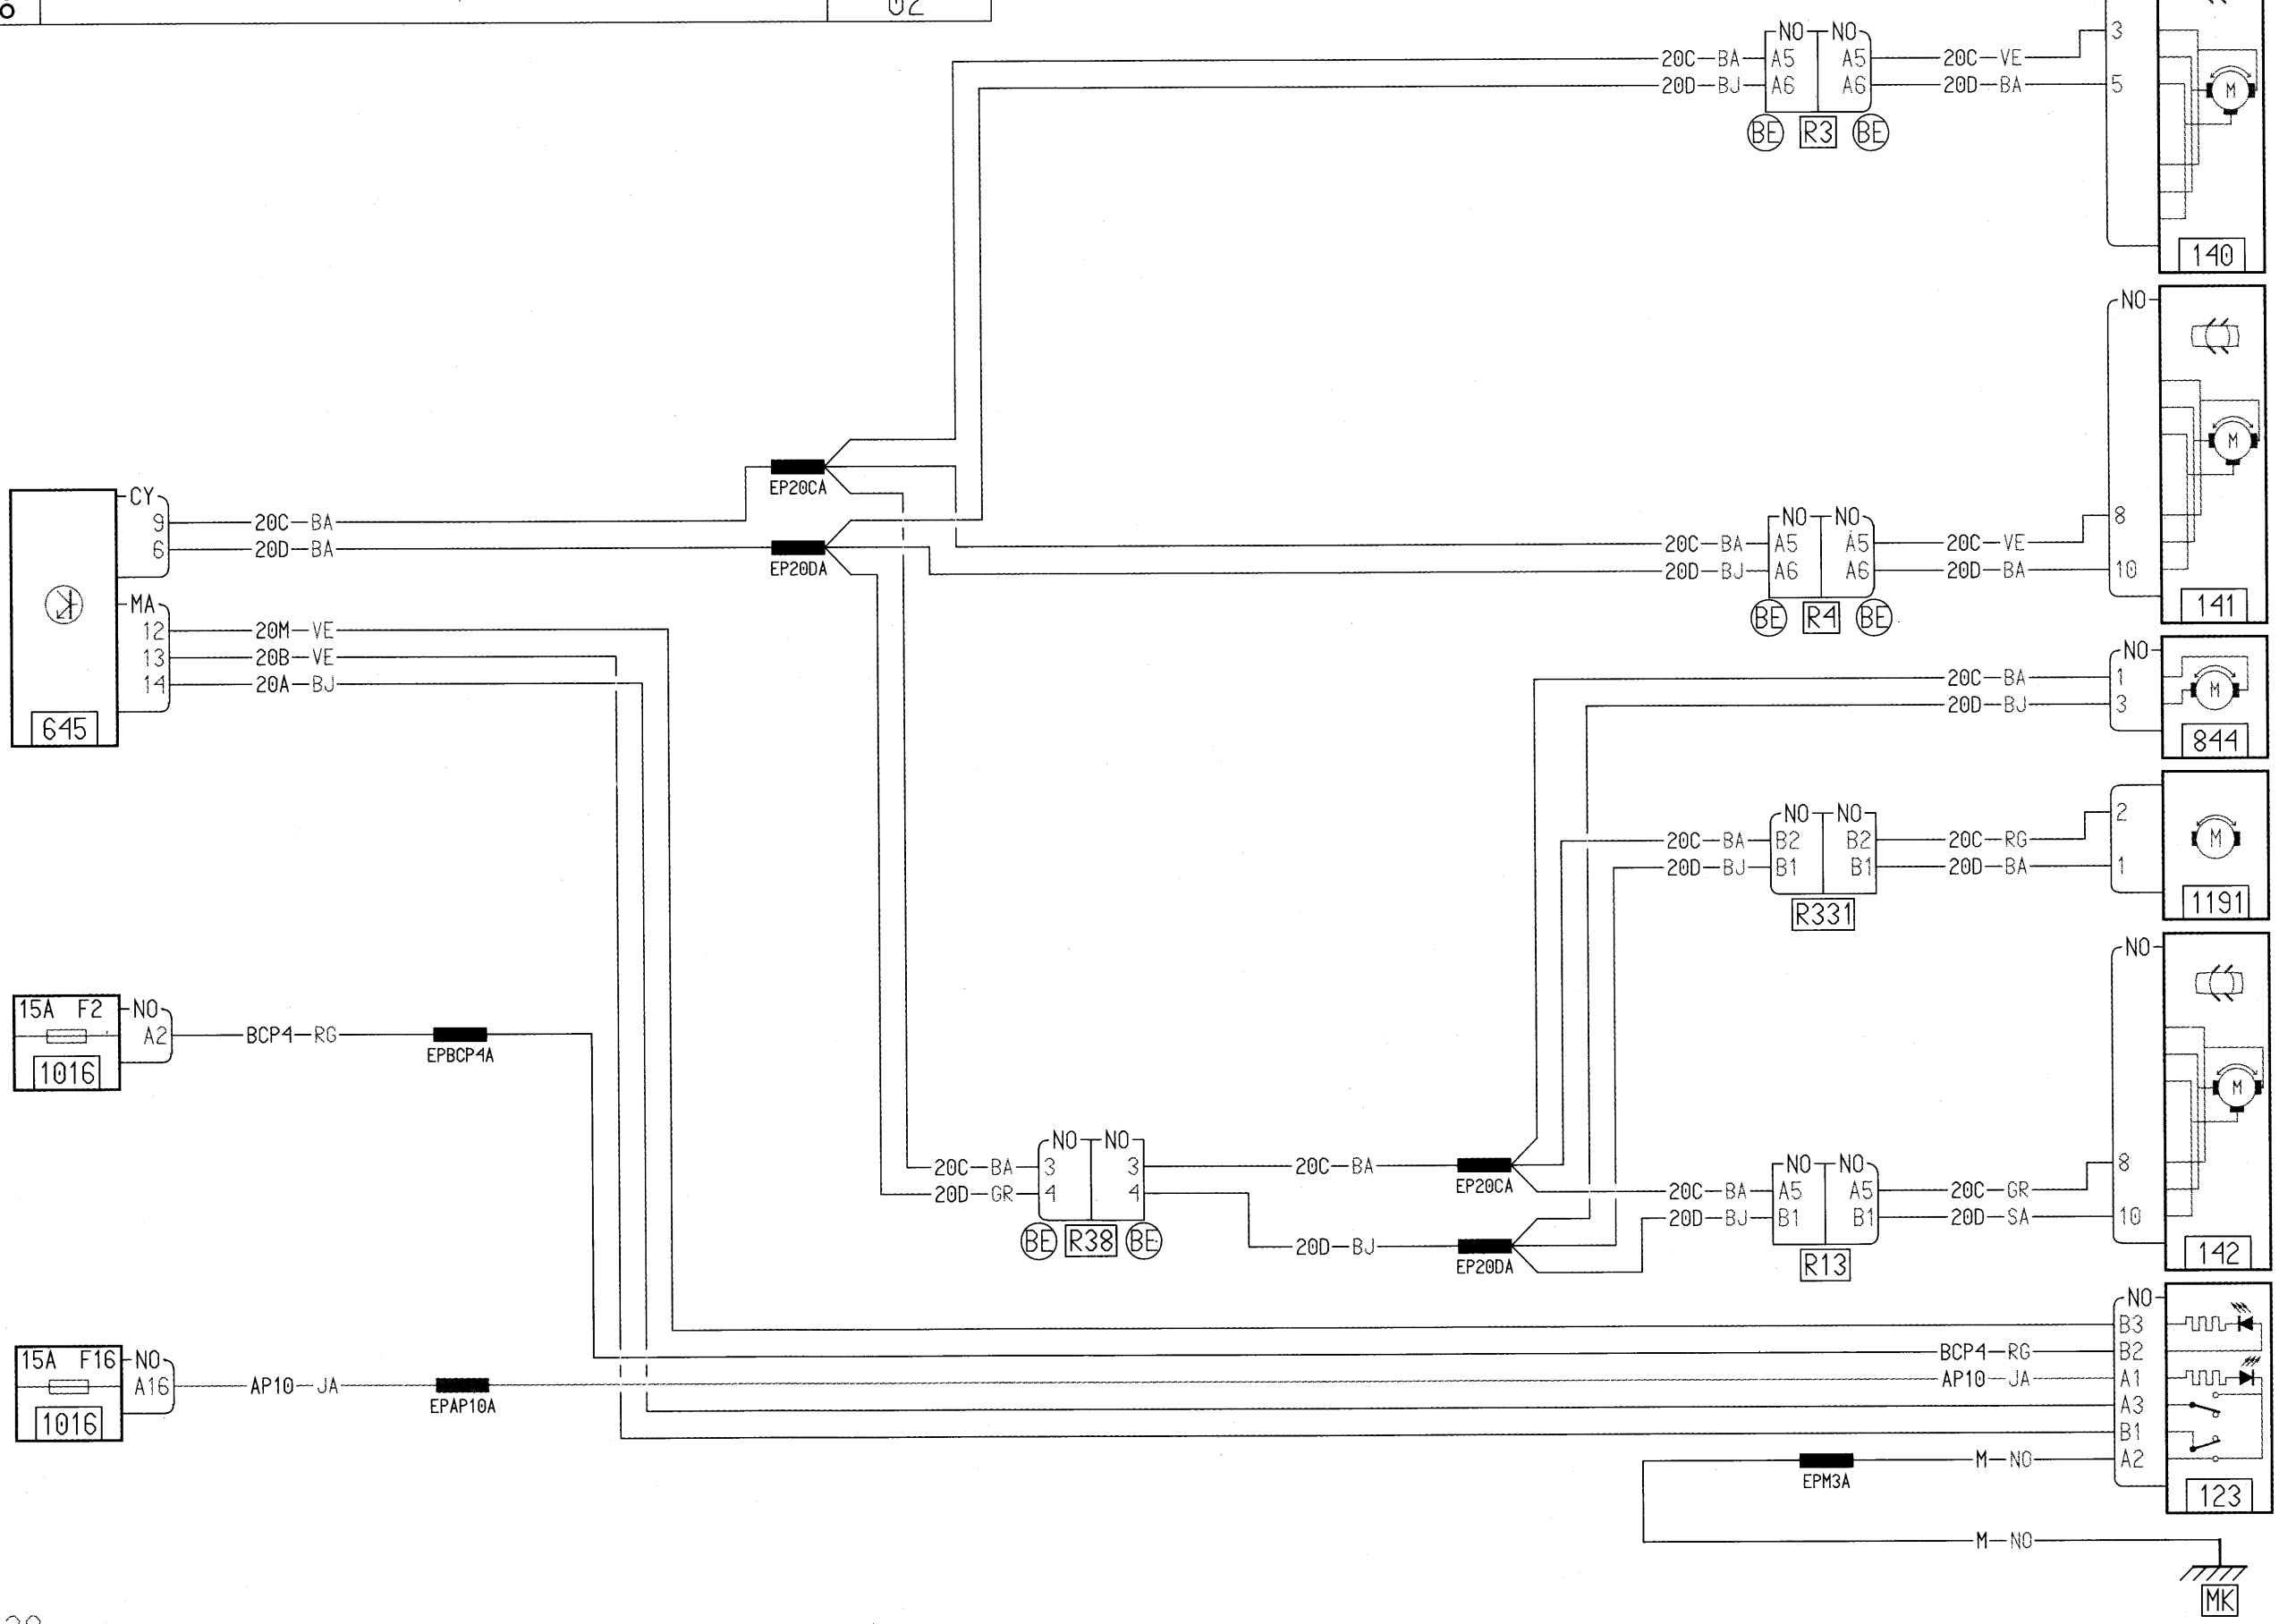 02
NO NO
20C-BA A5 A5 20C-VE 3
20D-BJ A6 A6 20D-BA 5
M
BE R3 BE
140
NO
M
EP20CA
CY
9 20C-BA
6 20D-BA
EP20DA
NO NO
20C-BA A5 A5 20C-VE 8
20D-BJ A6 A6 20D-BA 10
BE R4 BE
141
MA
12 20M-VE
13 20B-VE
14 20A-BJ
645
NO
20C-BA 1
20D-BJ 3
M
844
NO NO
20C-BA B2 B2 20C-RG 2
20D-BJ B1 B1 20D-BA 1
M
R331
1191
NO
15A F2 NO
A2 BCP4-RG
EPBCP4A
1016
M
NO NO
20C-BA 3 3 20C-BA
20D-GR 4 4 20D-BJ
BE R38 BE
EP20CA
EP20DA
NO NO
20C-BA A5 A5 20C-GR 8
20D-BJ B1 B1 20D-SA 10
R13
142
NO
B3
BCP4-RG B2
15A F16 NO
A16 AP10-JA
EPAP10A
1016
AP10-JA A1
A3
B1
M-NO A2
EPM3A
123
M-NO
MK